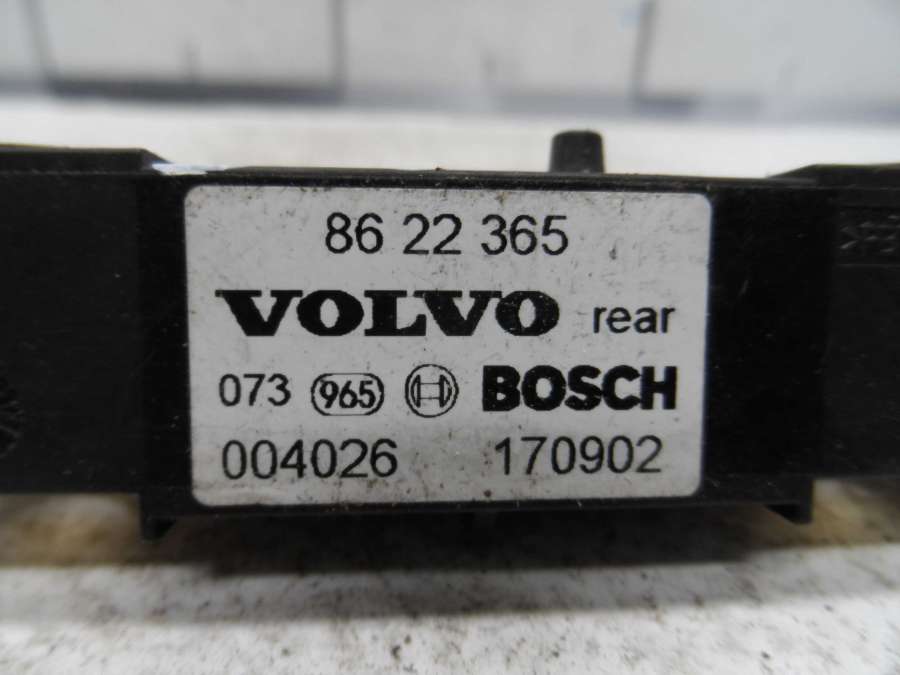 86 22 365
VOLVO rear
073 965 BOSCH
004026 170902